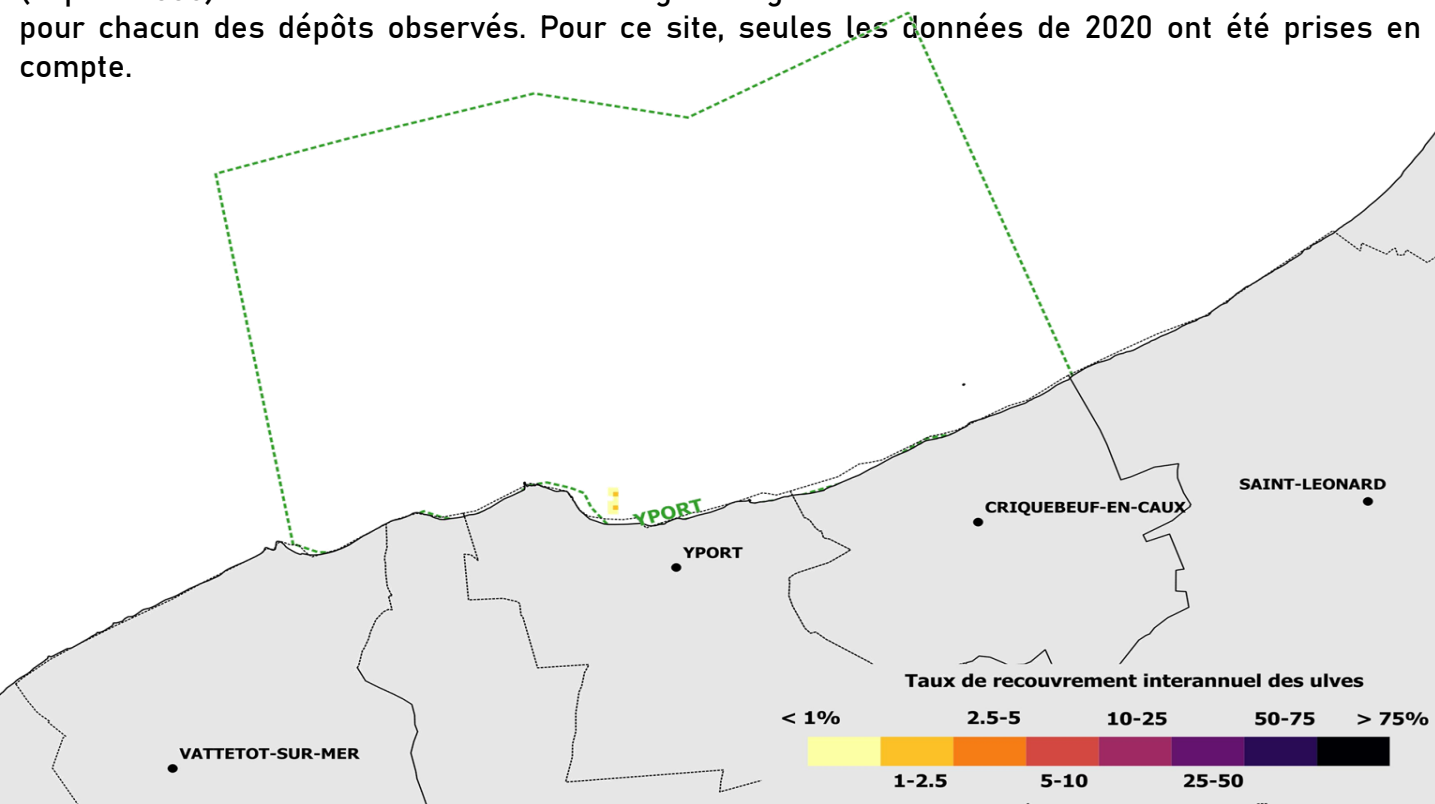 pour chacun des dépôts observés. Pour ce site, seules les données de 2020 ont été prises en
compte.
SAINT-LEONARD
CRIQUEBEUF-EN-CAUX
YPORT
YPORT
VATTETOT-SUR-MER
Taux de recouvrement interannuel des ulves
< 1% 2.5-5 10-25 50-75 > 75%
1-2.5 5-10 25-50